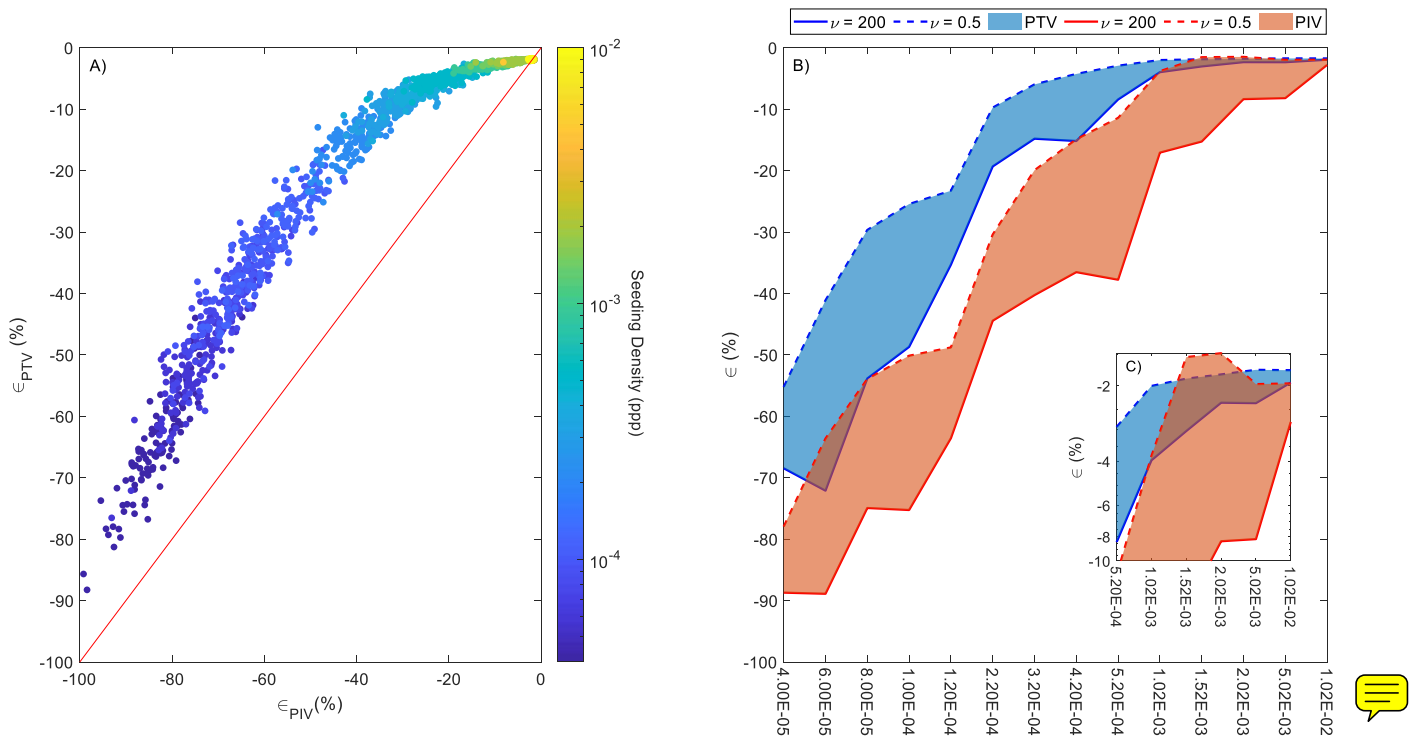 ν = 200 ν = 0.5 PTV ν = 200 ν = 0.5 PIV
A)
0
-10
-20
-30
-40
-50
-60
-70
-80
-90
-100
∈PTV (%)
-100 -80 -60 -40 -20 0
∈PIV(%)
10-2
10-3
10-4
Seeding Density (ppp)
B)
0
-10
-20
-30
-40
-50
-60
-70
-80
-90
-100
∈ (%)
4.00E-05
6.00E-05
8.00E-05
1.00E-04
1.20E-04
2.20E-04
3.20E-04
4.20E-04
5.20E-04
1.02E-03
1.52E-03
2.02E-03
5.02E-03
1.02E-02
C)
-2
-4
-6
-8
-10
∈ (%)
5.20E-04
1.02E-03
1.52E-03
2.02E-03
5.02E-03
1.02E-02